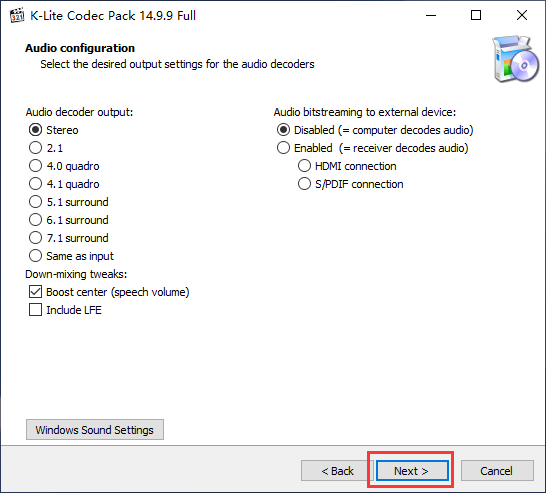 K-Lite Codec Pack 14.9.9 Full
Audio configuration
Select the desired output settings for the audio decoders
Audio decoder output:
Stereo
2.1
4.0 quadro
4.1 quadro
5.1 surround
6.1 surround
7.1 surround
Same as input
Down-mixing tweaks:
Boost center (speech volume)
Include LFE
Audio bitstreaming to external device:
Disabled (= computer decodes audio)
Enabled (= receiver decodes audio)
HDMI connection
S/PDIF connection
Windows Sound Settings
< Back
Next >
Cancel